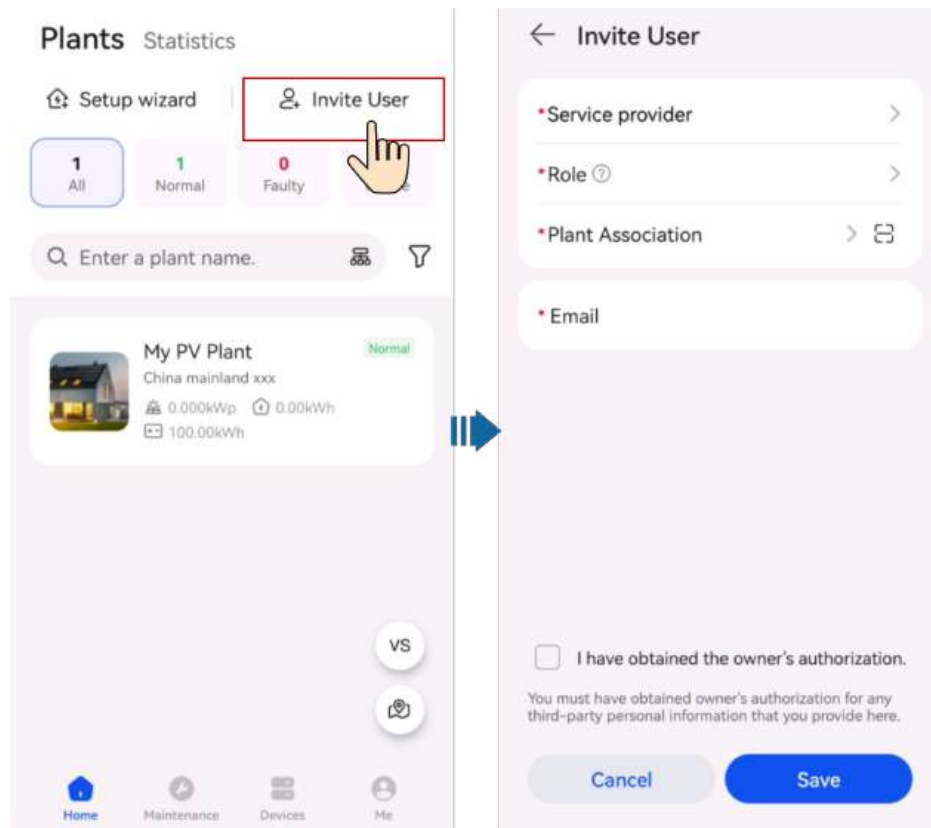 Plants Statistics
Setup wizard
Invite User
1
All
1
Normal
0
Faulty
Enter a plant name.
My PV Plant
Normal
China mainland xxx
0.000kWp 0.00kWh
100.00kWh
VS
Home Maintenance Devices Me
Invite User
*Service provider
*Role
*Plant Association
*Email
I have obtained the owner's authorization.
You must have obtained owner's authorization for any
third-party personal information that you provide here.
Cancel Save